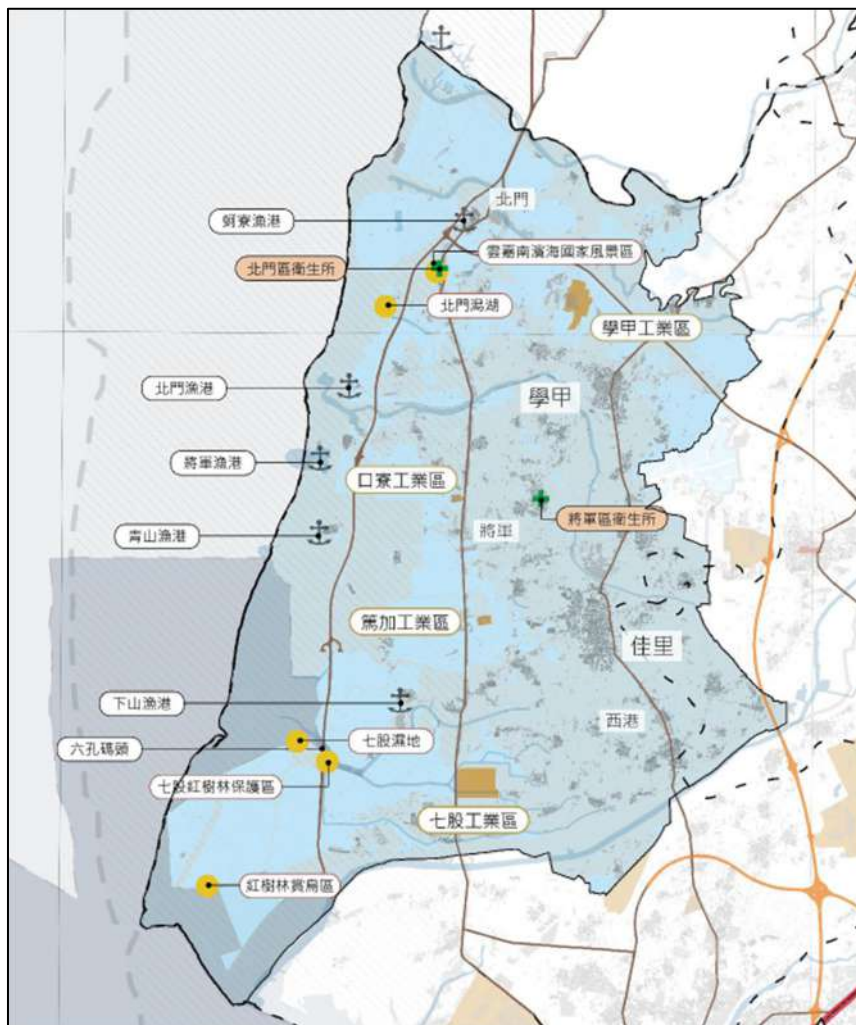 北門
蚵寮漁港
雲嘉南濱海國家風景區
北門區衛生所
北門潟湖
學甲工業區
北門漁港
學甲
將軍漁港
口寮工業區
將軍區衛生所
青山漁港
將軍
篤加工業區
佳里
下山漁港
西港
七股濕地
六孔碼頭
七股紅樹林保護區
七股工業區
紅樹林賞鳥區